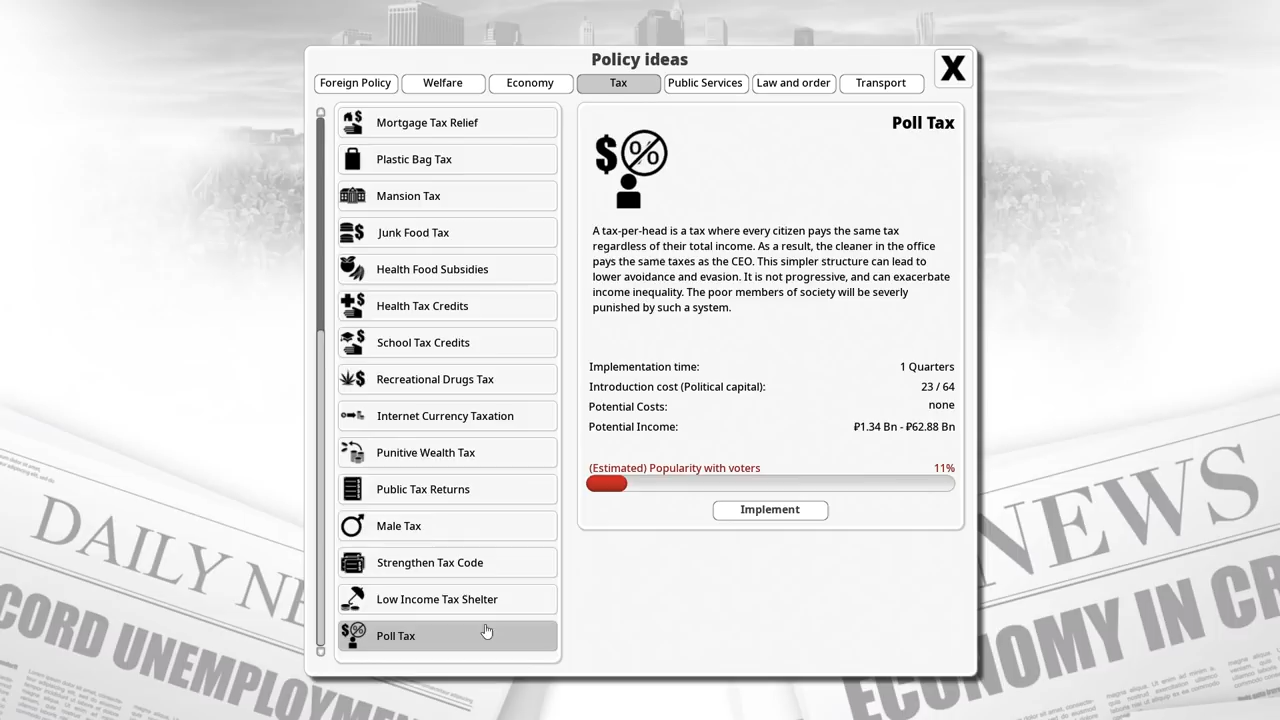 Policy ideas
X
Foreign Policy
Welfare
Economy
Tax
Public Services
Law and order
Transport
Mortgage Tax Relief
Plastic Bag Tax
Mansion Tax
Junk Food Tax
Health Food Subsidies
Health Tax Credits
School Tax Credits
Recreational Drugs Tax
Internet Currency Taxation
Punitive Wealth Tax
Public Tax Returns
Male Tax
Strengthen Tax Code
Low Income Tax Shelter
Poll Tax
Poll Tax
A tax-per-head is a tax where every citizen pays the same tax
regardless of their total income. As a result, the cleaner in the office
pays the same taxes as the CEO. This simpler structure can lead to
lower avoidance and evasion. It is not progressive, and can exacerbate
income inequality. The poor members of society will be severly
punished by such a system.
Implementation time: 1 Quarters
Introduction cost (Political capital): 23 / 64
Potential Costs: none
Potential Income: ₽1.34 Bn - ₽62.88 Bn
(Estimated) Popularity with voters 11%
Implement
DAILY NE
CORD UNEMPLOYM
NEWS
ECONOMY IN CR